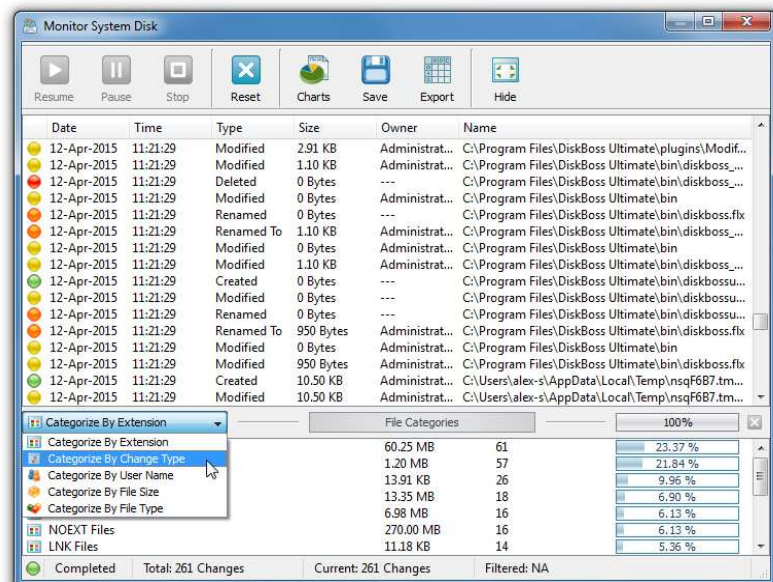 Monitor System Disk
Resume Pause Stop Reset Charts Save Export Hide
Date Time Type Size Owner Name
12-Apr-2015 11:21:29 Modified 2.91 KB Administrat... C:\Program Files\DiskBoss Ultimate\plugins\Modif...
12-Apr-2015 11:21:29 Modified 1.10 KB Administrat... C:\Program Files\DiskBoss Ultimate\bin\diskboss_...
12-Apr-2015 11:21:29 Deleted 0 Bytes --- C:\Program Files\DiskBoss Ultimate\bin\diskboss_...
12-Apr-2015 11:21:29 Modified 0 Bytes Administrat... C:\Program Files\DiskBoss Ultimate\bin
12-Apr-2015 11:21:29 Renamed 0 Bytes --- C:\Program Files\DiskBoss Ultimate\bin\diskboss.flx
12-Apr-2015 11:21:29 Renamed To 1.10 KB Administrat... C:\Program Files\DiskBoss Ultimate\bin\diskboss_...
12-Apr-2015 11:21:29 Modified 0 Bytes Administrat... C:\Program Files\DiskBoss Ultimate\bin
12-Apr-2015 11:21:29 Modified 1.10 KB Administrat... C:\Program Files\DiskBoss Ultimate\bin\diskboss_...
12-Apr-2015 11:21:29 Created 0 Bytes --- C:\Program Files\DiskBoss Ultimate\bin\diskbossu...
12-Apr-2015 11:21:29 Modified 0 Bytes --- C:\Program Files\DiskBoss Ultimate\bin\diskbossu...
12-Apr-2015 11:21:29 Renamed 0 Bytes --- C:\Program Files\DiskBoss Ultimate\bin\diskbossu...
12-Apr-2015 11:21:29 Renamed To 950 Bytes Administrat... C:\Program Files\DiskBoss Ultimate\bin\diskboss.flx
12-Apr-2015 11:21:29 Modified 0 Bytes Administrat... C:\Program Files\DiskBoss Ultimate\bin
12-Apr-2015 11:21:29 Modified 950 Bytes Administrat... C:\Program Files\DiskBoss Ultimate\bin\diskboss.flx
12-Apr-2015 11:21:29 Created 10.50 KB Administrat... C:\Users\alex-s\AppData\Local\Temp\nsqF6B7.tm...
12-Apr-2015 11:21:29 Modified 10.50 KB Administrat... C:\Users\alex-s\AppData\Local\Temp\nsqF6B7.tm...
Categorize By Extension File Categories 100%
Categorize By Extension 60.25 MB 61 23.37 %
Categorize By Change Type 1.20 MB 57 21.84 %
Categorize By User Name 13.91 KB 26 9.96 %
Categorize By File Size 13.35 MB 18 6.90 %
Categorize By File Type 6.98 MB 16 6.13 %
NOEXT Files 270.00 MB 16 6.13 %
LNK Files 11.18 KB 14 5.36 %
Completed Total: 261 Changes Current: 261 Changes Filtered: NA